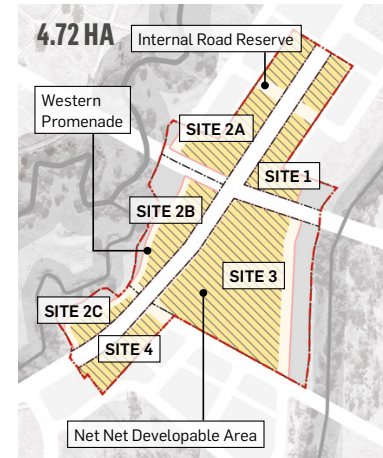 4.72 HA
Internal Road Reserve
Western
Promenade
SITE 2A
SITE 1
SITE 2B
SITE 3
SITE 2C
SITE 4
Net Net Developable Area